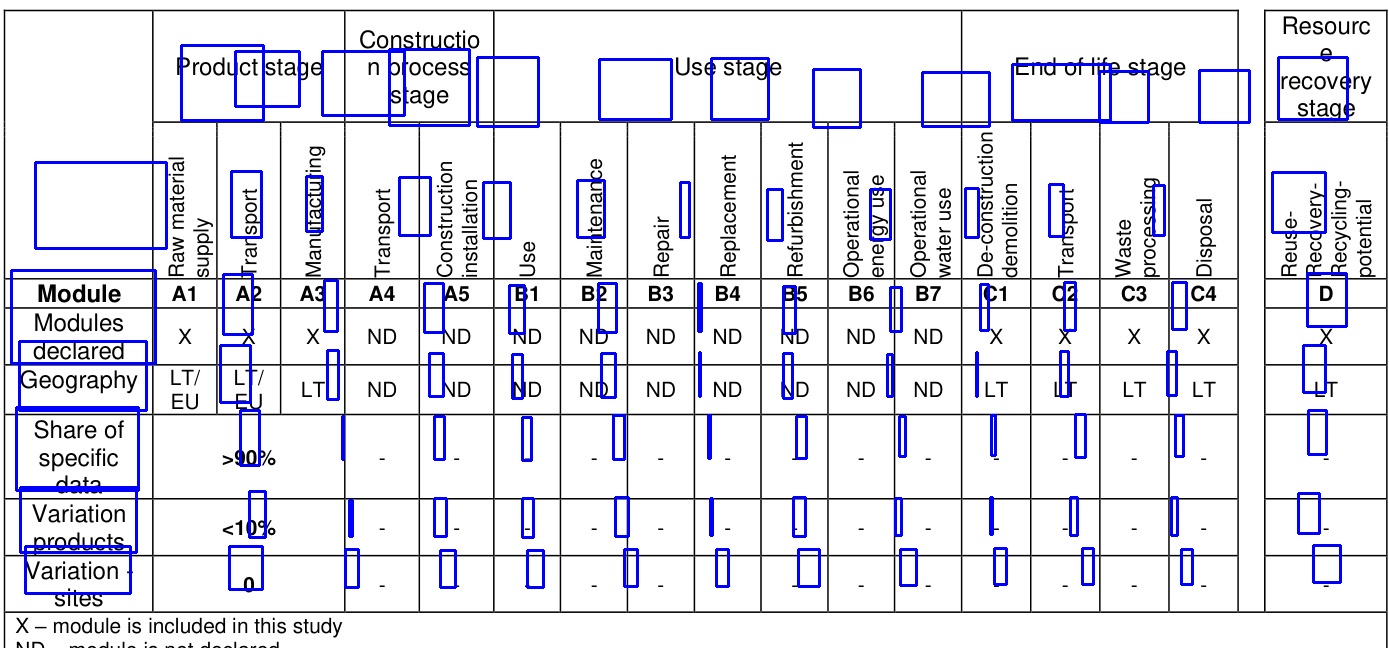 Product stage
Constructio
n process
stage
Use stage
End of life stage
Resourc
e
recovery
stage
Raw material
supply
Transport
Manufacturing
Transport
Construction
installation
Use
Maintenance
Repair
Replacement
Refurbishment
Operational
energy use
Operational
water use
De-construction
demolition
Transport
Waste
processing
Disposal
Reuse-
Recovery-
Recycling-
potential
Module A1 A2 A3 A4 A5 B1 B2 B3 B4 B5 B6 B7 C1 C2 C3 C4 D
Modules
declared
X X X ND ND ND ND ND ND ND ND ND X X X X X
Geography
LT/
EU
LT/
EU
LT ND ND ND ND ND ND ND ND ND LT LT LT LT LT
Share of
specific
data
>90% - - - - - - - - - - - - - -
Variation
products
<10% - - - - - - - - - - - - - -
Variation -
sites
0 - - - - - - - - - - - - - -
X – module is included in this study
ND – module is not declared